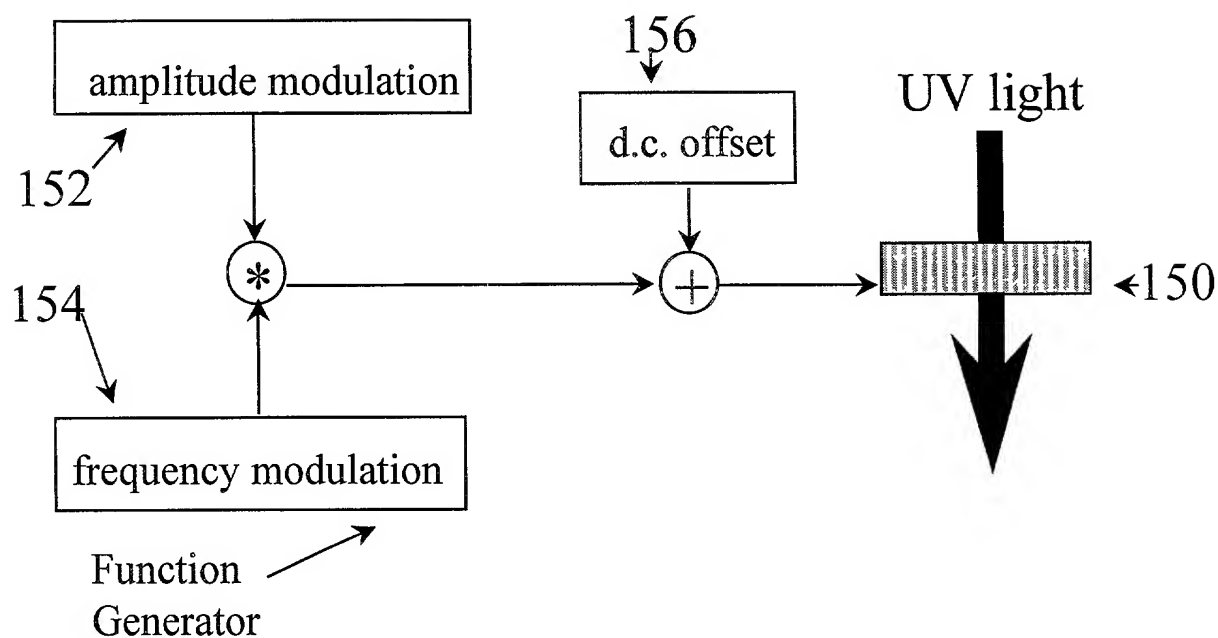 156
UV light
amplitude modulation
d.c. offset
152
*
+
154
150
frequency modulation
Function
Generator